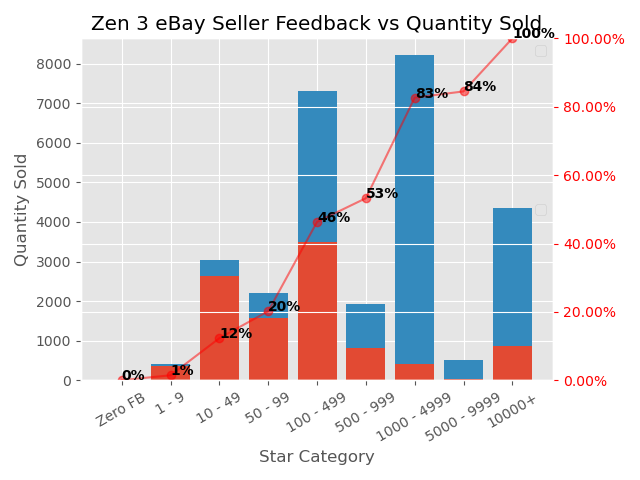 Zen 3 eBay Seller Feedback vs Quantity Sold
Quantity Sold
8000
7000
6000
5000
4000
3000
2000
1000
0
100.00%
80.00%
60.00%
40.00%
20.00%
0.00%
0%
1%
12%
20%
46%
53%
83%
84%
100%
Zero FB
1 - 9
10 - 49
50 - 99
100 - 499
500 - 999
1000 - 4999
5000 - 9999
10000+
Star Category